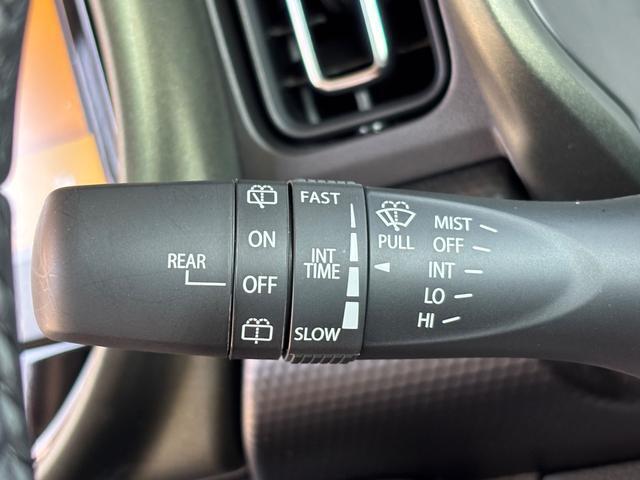 REAR
ON
OFF
FAST
INT
TIME
SLOW
PULL
MIST
OFF
INT
LO
HI